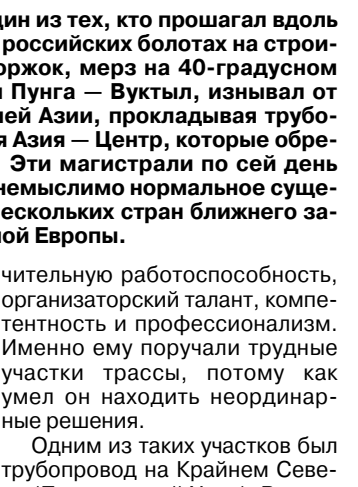 дин из тех, кто прошагал вдоль
российских болотах на строи-
оржок, мерз на 40-градусном
и Пунга — Вуктыл, изнывал от
ей Азии, прокладывая трубо-
я Азия — Центр, которые обре-
Эти магистрали по сей день
немыслимо нормальное суще-
ескольких стран ближнего за-
ной Европы.
чительную работоспособность,
организаторский талант, компе-
тентность и профессионализм.
Именно ему поручали трудные
участки трассы, потому как
умел он находить неординар-
ные решения.
Одним из таких участков был
трубопровод на Крайнем Севе-